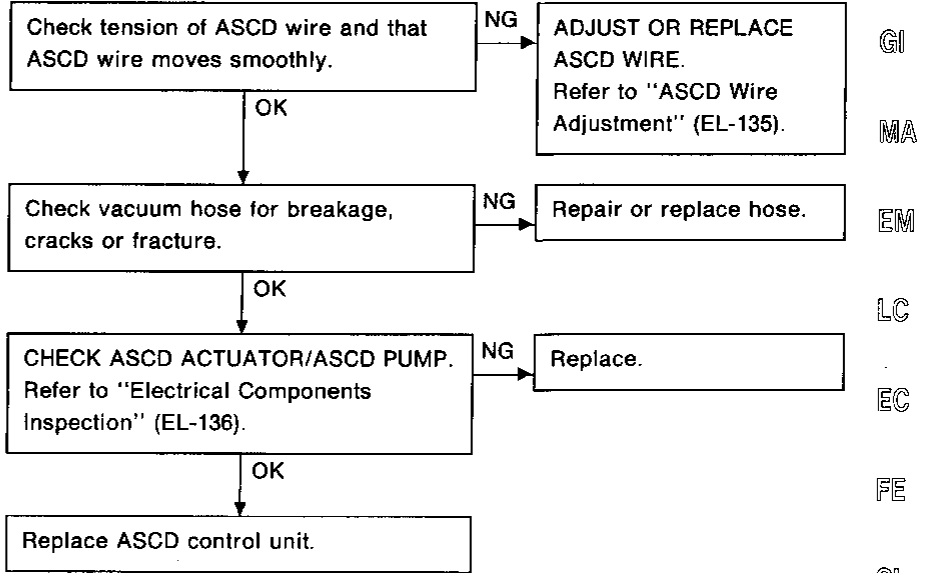 Check tension of ASCD wire and that
ASCD wire moves smoothly.
NG
ADJUST OR REPLACE
ASCD WIRE.
Refer to "ASCD Wire
Adjustment" (EL-135).
OK
Check vacuum hose for breakage,
cracks or fracture.
NG
Repair or replace hose.
OK
CHECK ASCD ACTUATOR/ASCD PUMP.
Refer to "Electrical Components
Inspection" (EL-136).
NG
Replace.
OK
Replace ASCD control unit.
GI
MA
EM
LC
EC
FE